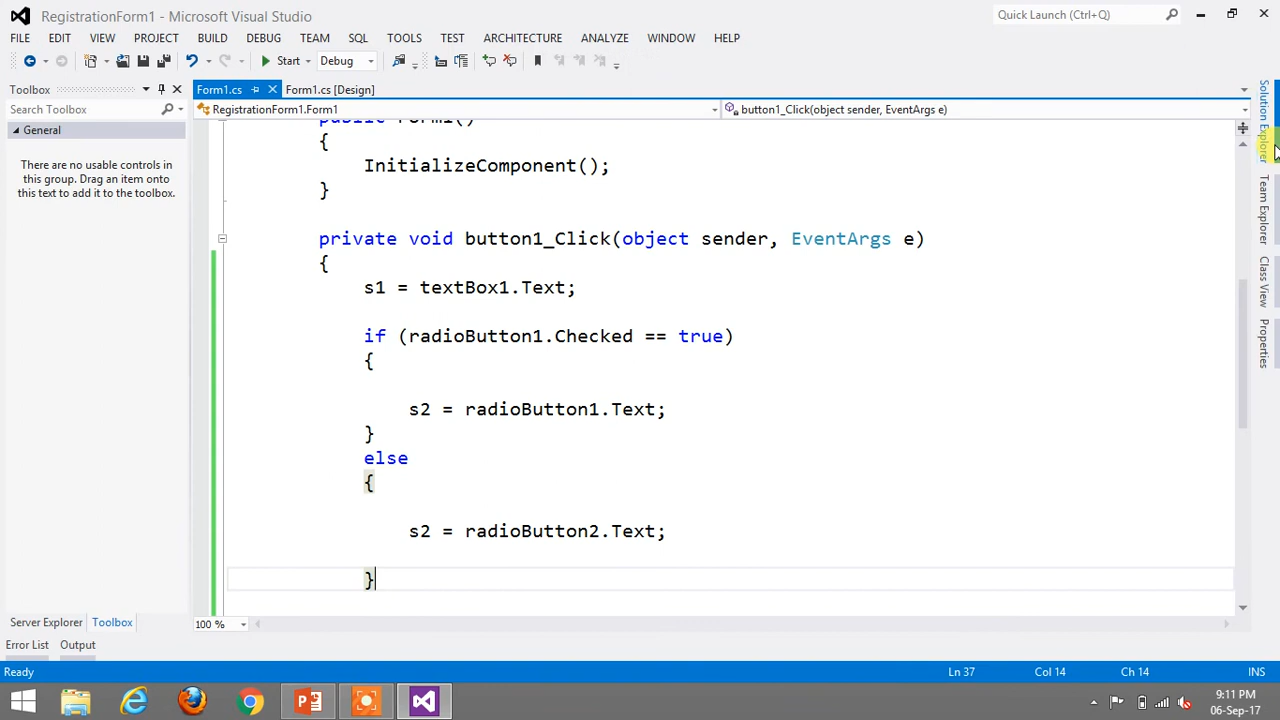 RegistrationForm1 - Microsoft Visual Studio
Quick Launch (Ctrl+Q)
FILE EDIT VIEW PROJECT BUILD DEBUG TEAM SQL TOOLS TEST ARCHITECTURE ANALYZE WINDOW HELP
Start Debug
Toolbox
Form1.cs
Form1.cs [Design]
Search Toolbox
RegistrationForm1.Form1
button1_Click(object sender, EventArgs e)
General
There are no usable controls in
this group. Drag an item onto
this text to add it to the toolbox.
public Form1()
{
InitializeComponent();
}
private void button1_Click(object sender, EventArgs e)
{
s1 = textBox1.Text;
if (radioButton1.Checked == true)
{
s2 = radioButton1.Text;
}
else
{
s2 = radioButton2.Text;
}
Solution Explorer
Team Explorer
Class View
Properties
Server Explorer
Toolbox
100 %
Error List
Output
Ready
Ln 37
Col 14
Ch 14
INS
9:11 PM
06-Sep-17